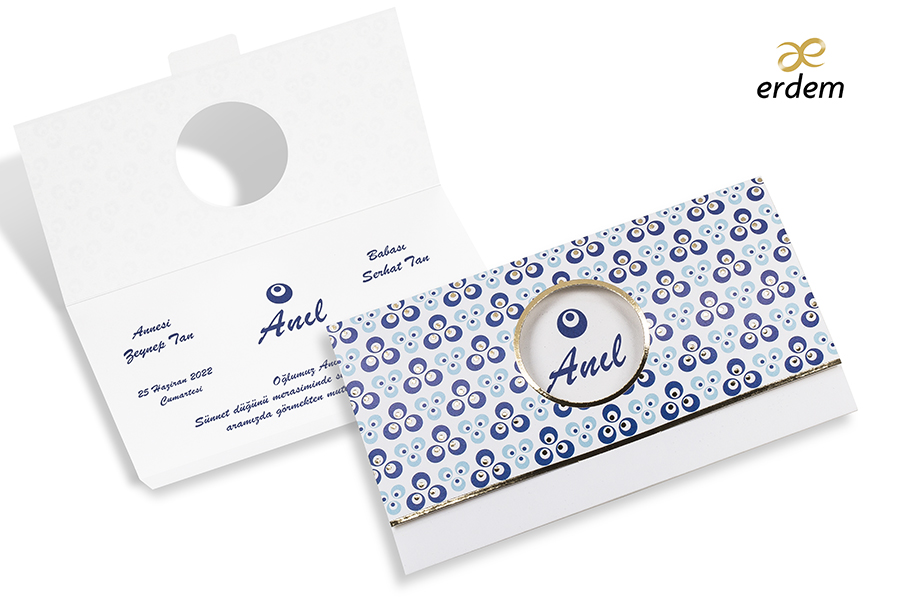 erdem
Annesi
Zeynep Tan
Anıl
Babası
Serhat Tan
25 Haziran 2022
Cumartesi
Oğlumuz
Sünnet düğünü merasiminde
aramızda görmekten
Anıl